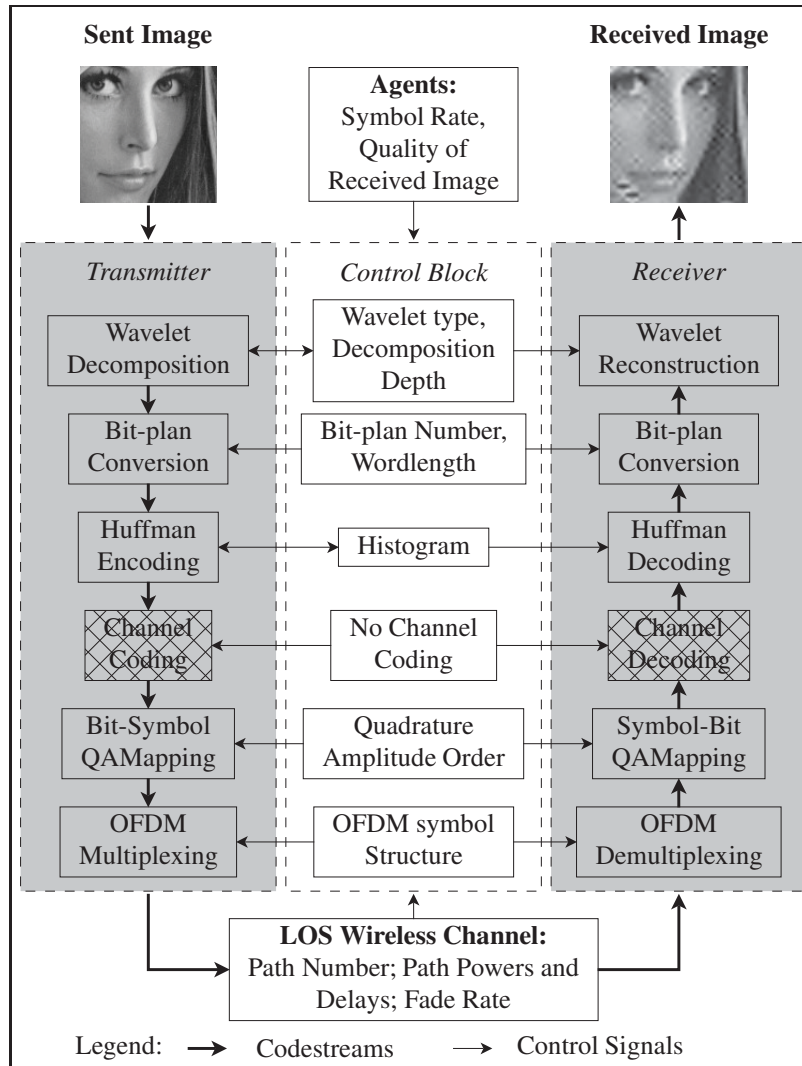 Sent Image
Received Image
Agents:
Symbol Rate,
Quality of
Received Image
Transmitter
Control Block
Receiver
Wavelet
Decomposition
Wavelet type,
Decomposition
Depth
Wavelet
Reconstruction
Bit-plan
Conversion
Bit-plan Number,
Wordlength
Bit-plan
Conversion
Huffman
Encoding
Histogram
Huffman
Decoding
Channel
Coding
No Channel
Coding
Channel
Decoding
Bit-Symbol
QAMapping
Quadrature
Amplitude Order
Symbol-Bit
QAMapping
OFDM
Multiplexing
OFDM symbol
Structure
OFDM
Demultiplexing
LOS Wireless Channel:
Path Number; Path Powers and
Delays; Fade Rate
Legend: Codestreams Control Signals